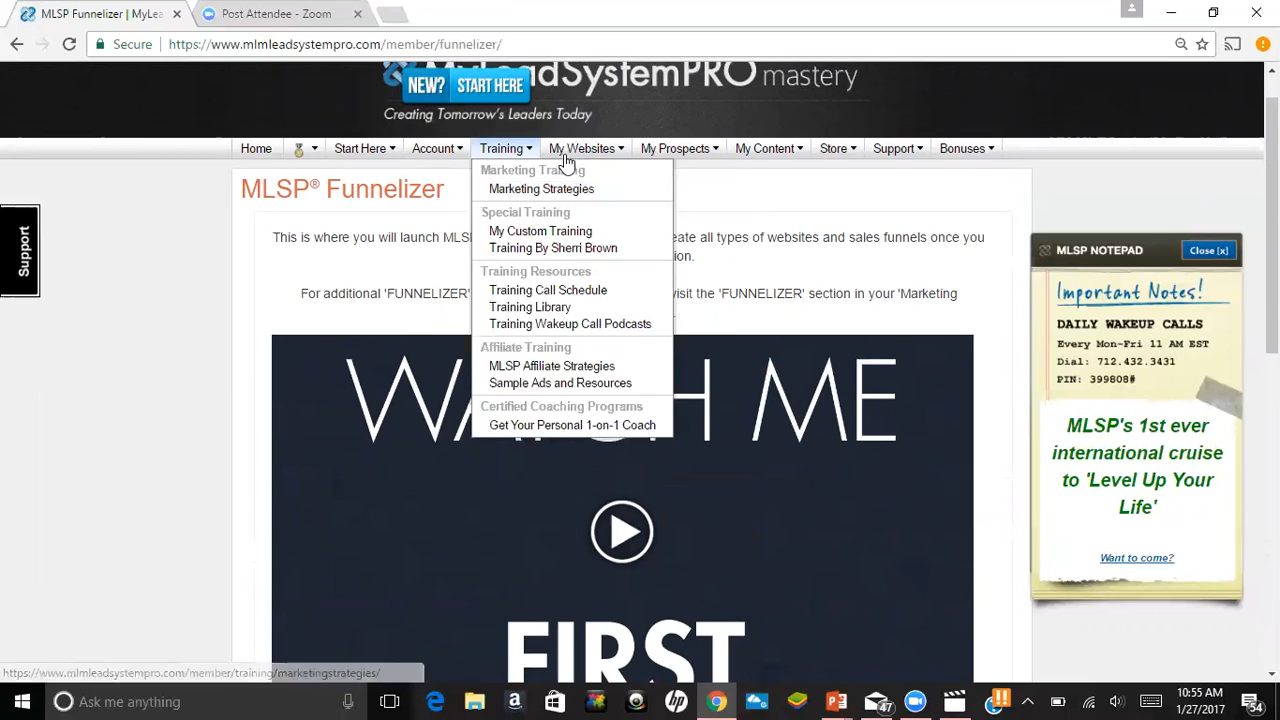 MLSP Funnelizer | MyLea
Post Attendee - Zoom
Secure
https://www.mlmleadsystempro.com/member/funnelizer/
MyLeadSystemPRO mastery
NEW? START HERE
Creating Tomorrow's Leaders Today
Home
Start Here
Account
Training
My Websites
My Prospects
My Content
Store
Support
Bonuses
MLSP® Funnelizer
This is where you will launch MLS
eate all types of websites and sales funnels once you
ion.
For additional 'FUNNELIZER'
visit the 'FUNNELIZER' section in your 'Marketing
Marketing Training
Marketing Strategies
Special Training
My Custom Training
Training By Sherri Brown
Training Resources
Training Call Schedule
Training Library
Training Wakeup Call Podcasts
Affiliate Training
MLSP Affiliate Strategies
Sample Ads and Resources
Certified Coaching Programs
Get Your Personal 1-on-1 Coach
WATCH ME
FIRST
Support
MLSP NOTEPAD
Close [x]
Important Notes!
DAILY WAKEUP CALLS
Every Mon-Fri 11 AM EST
Dial: 712.432.3431
PIN: 399808#
MLSP's 1st ever
international cruise
to 'Level Up Your
Life'
Want to come?
https://www.mlmleadsystempro.com/member/training/marketingstrategies/
Ask me anything
47
10:55 AM
1/27/2017
54